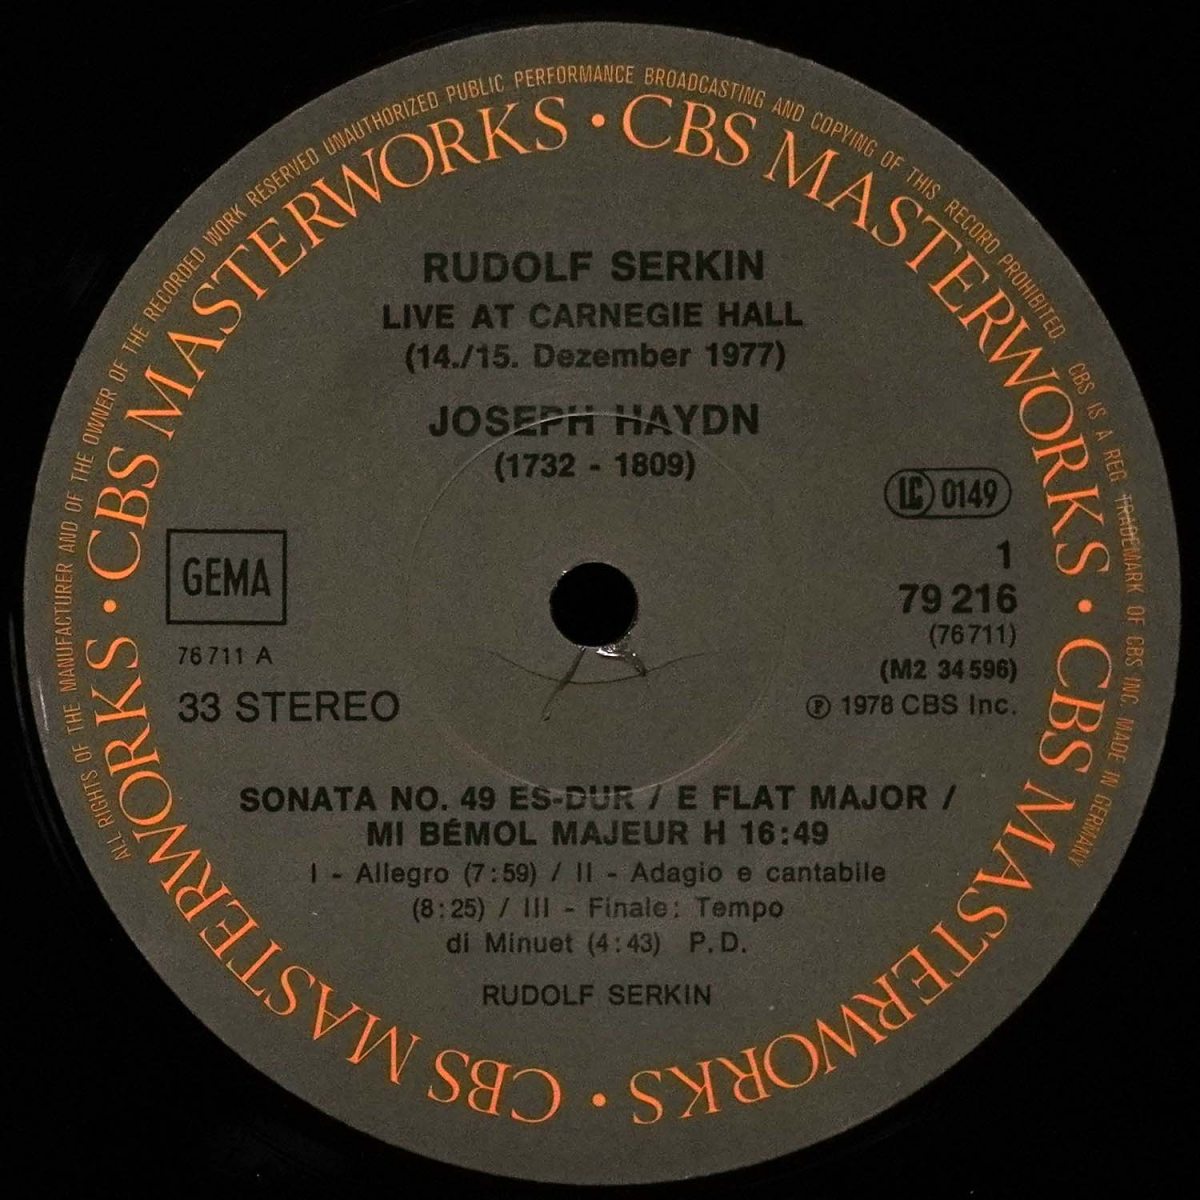 ALL RIGHTS OF THE MANUFACTURER AND OF THE OWNER OF THE RECORDED WORK RESERVED UNAUTHORIZED PUBLIC PERFORMANCE BROADCASTING AND COPYING OF THIS RECORD PROHIBITED. CBS IS A REG. TRADEMARK OF CBS INC. MADE IN GERMANY
CBS MASTERWORKS · CBS MASTERWORKS · CBS MASTERWORKS · CBS MASTERWORKS ·
RUDOLF SERKIN
LIVE AT CARNEGIE HALL
(14./15. Dezember 1977)
JOSEPH HAYDN
(1732 - 1809)
LC 0149
GEMA
76 711 A
33 STEREO
1
79 216
(76 711)
(M2 34 596)
℗ 1978 CBS Inc.
SONATA NO. 49 ES-DUR / E FLAT MAJOR /
MI BÉMOL MAJEUR H 16:49
I - Allegro (7:59) / II - Adagio e cantabile
(8:25) / III - Finale: Tempo
di Minuet (4:43) P.D.
RUDOLF SERKIN